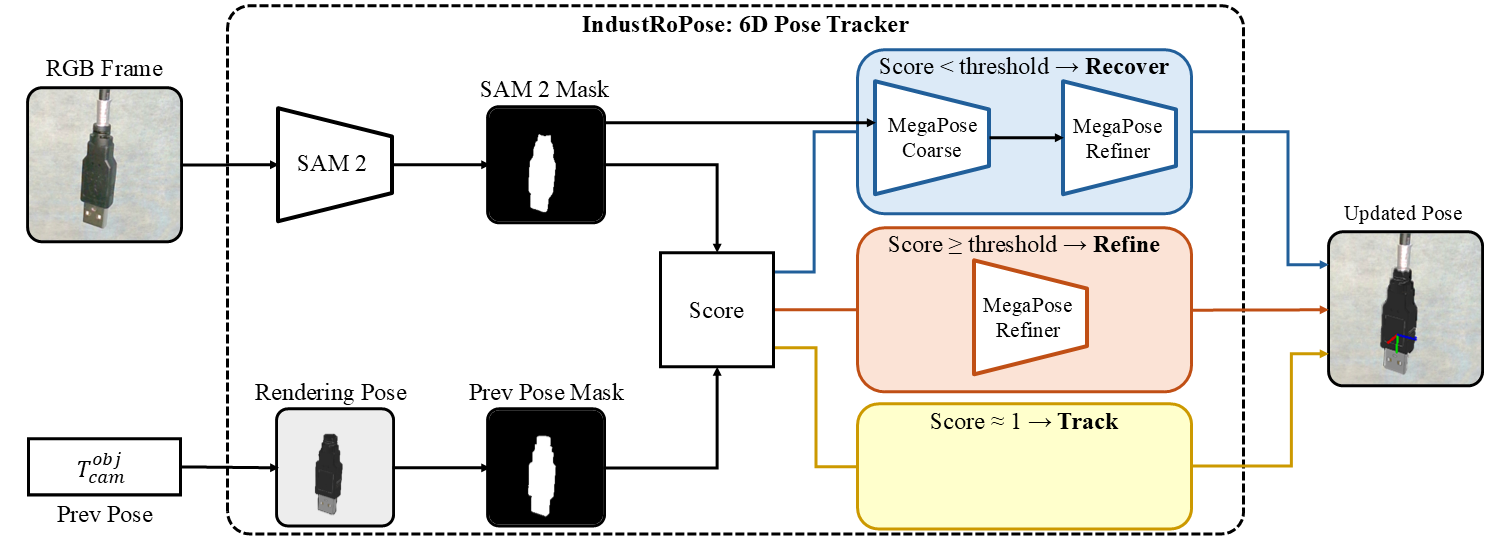 IndustRoPose: 6D Pose Tracker
RGB Frame
SAM 2
SAM 2 Mask
Score < threshold → Recover
MegaPose
Coarse
MegaPose
Refiner
Score
Score ≥ threshold → Refine
MegaPose
Refiner
Updated Pose
Rendering Pose
Prev Pose Mask
Score ≈ 1 → Track
T_{cam}^{obj}
Prev Pose